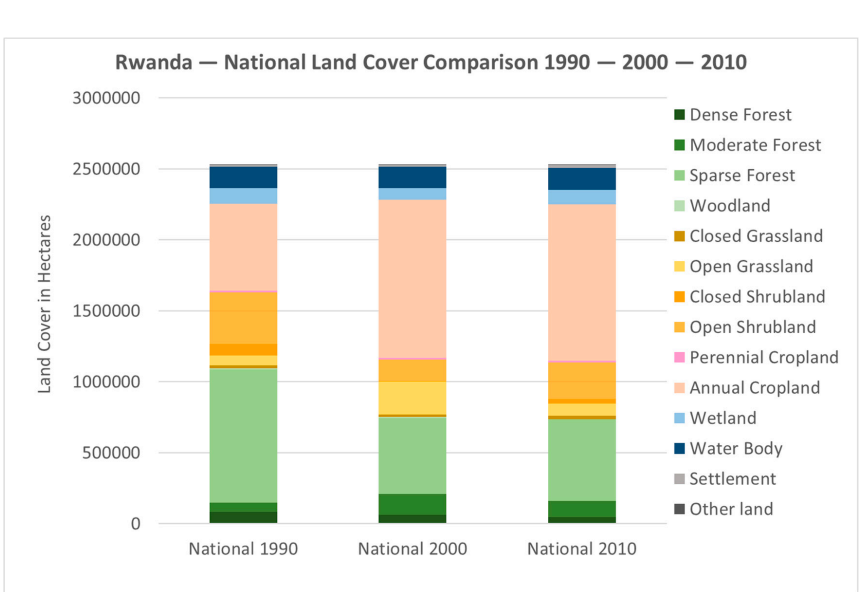 Rwanda — National Land Cover Comparison 1990 — 2000 — 2010
3000000
2500000
2000000
1500000
1000000
500000
0
Land Cover in Hectares
National 1990
National 2000
National 2010
Dense Forest
Moderate Forest
Sparse Forest
Woodland
Closed Grassland
Open Grassland
Closed Shrubland
Open Shrubland
Perennial Cropland
Annual Cropland
Wetland
Water Body
Settlement
Other land